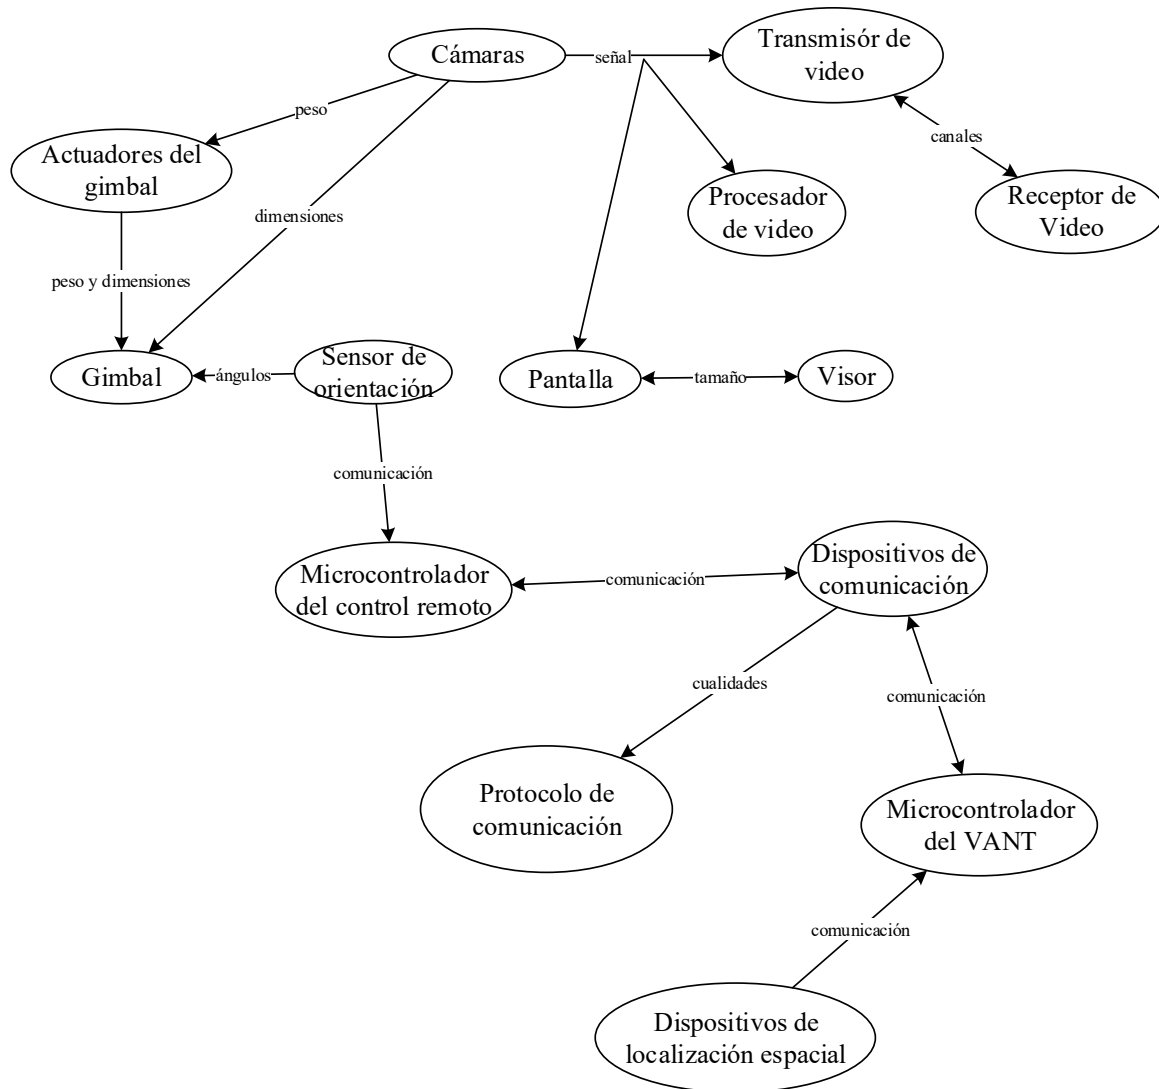 Cámaras
señal
Transmisór de
video
peso
canales
Actuadores del
gimbal
Procesador
de video
Receptor de
Video
dimensiones
peso y dimensiones
Gimbal
ángulos
Sensor de
orientación
Pantalla
tamaño
Visor
comunicación
Microcontrolador
del control remoto
comunicación
Dispositivos de
comunicación
cualidades
comunicación
Protocolo de
comunicación
Microcontrolador
del VANT
comunicación
Dispositivos de
localización espacial